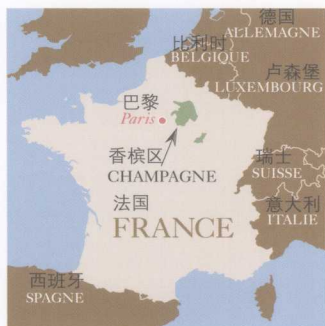 德国
ALLEMAGNE
比利时
BELGIQUE
卢森堡
LUXEMBOURG
巴黎
Paris
香槟区
CHAMPAGNE
瑞士
SUISSE
法国
FRANCE
意大利
ITALIE
西班牙
SPAGNE